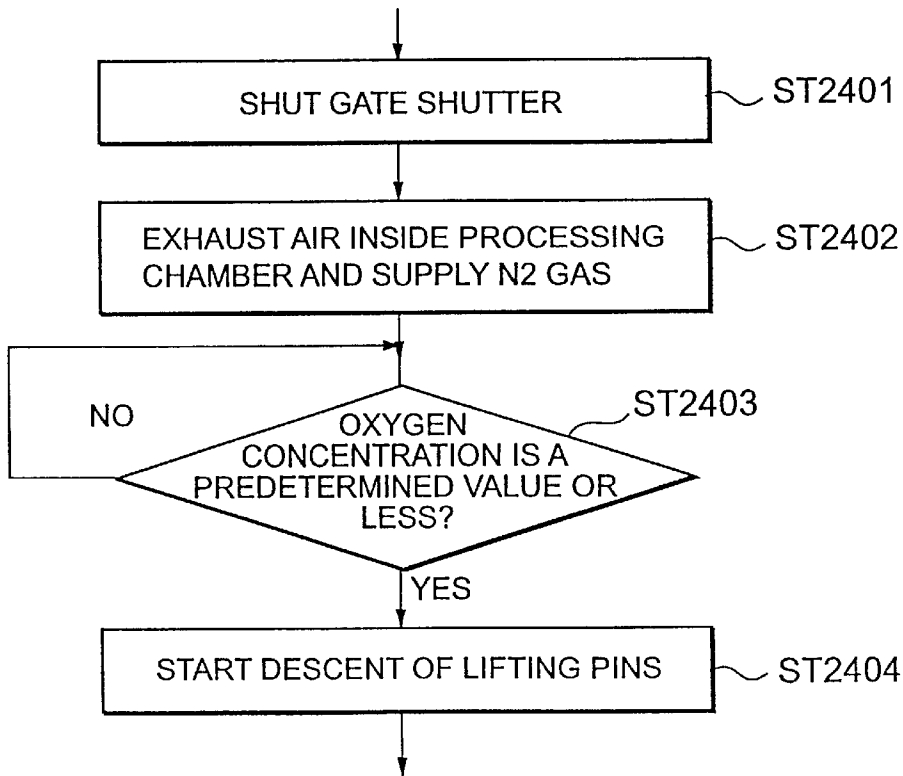 SHUT GATE SHUTTER
ST2401
EXHAUST AIR INSIDE PROCESSING
CHAMBER AND SUPPLY N2 GAS
ST2402
NO
ST2403
OXYGEN
CONCENTRATION IS A
PREDETERMINED VALUE OR
LESS?
YES
START DESCENT OF LIFTING PINS
ST2404